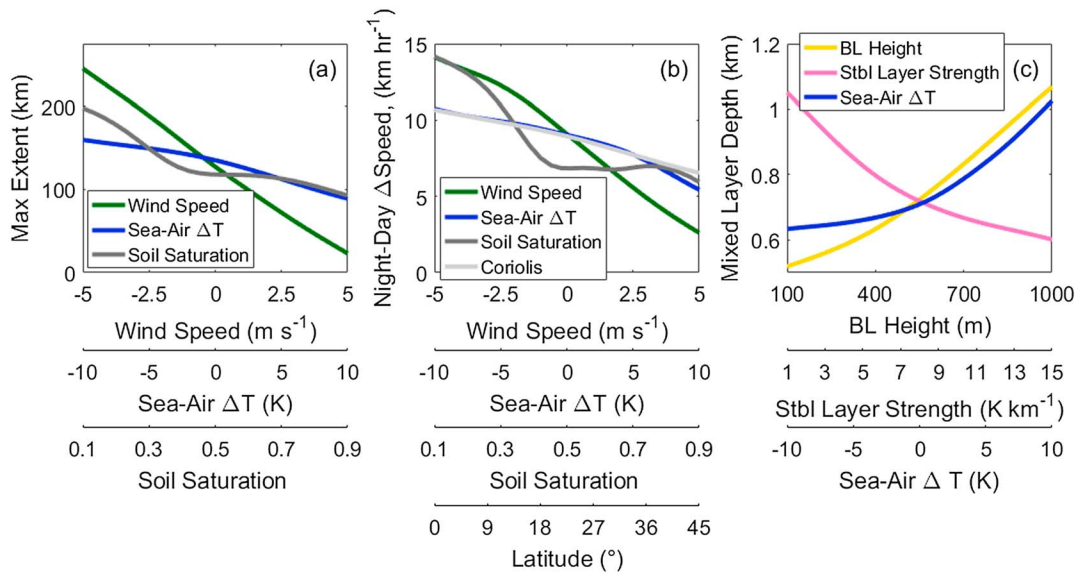 (a)
Max Extent (km)
200
100
0
Wind Speed
Sea-Air ΔT
Soil Saturation
-5 -2.5 0 2.5 5
Wind Speed (m s⁻¹)
-10 -5 0 5 10
Sea-Air ΔT (K)
0.1 0.3 0.5 0.7 0.9
Soil Saturation
(b)
Night-Day ΔSpeed, (km hr⁻¹)
15
10
5
0
Wind Speed
Sea-Air ΔT
Soil Saturation
Coriolis
-5 -2.5 0 2.5 5
Wind Speed (m s⁻¹)
-10 -5 0 5 10
Sea-Air ΔT (K)
0.1 0.3 0.5 0.7 0.9
Soil Saturation
0 9 18 27 36 45
Latitude (°)
(c)
Mixed Layer Depth (km)
1.2
1
0.8
0.6
BL Height
Stbl Layer Strength
Sea-Air ΔT
100 400 700 1000
BL Height (m)
1 3 5 7 8 9 11 13 15
Stbl Layer Strength (K km⁻¹)
-10 -5 0 5 10
Sea-Air Δ T (K)